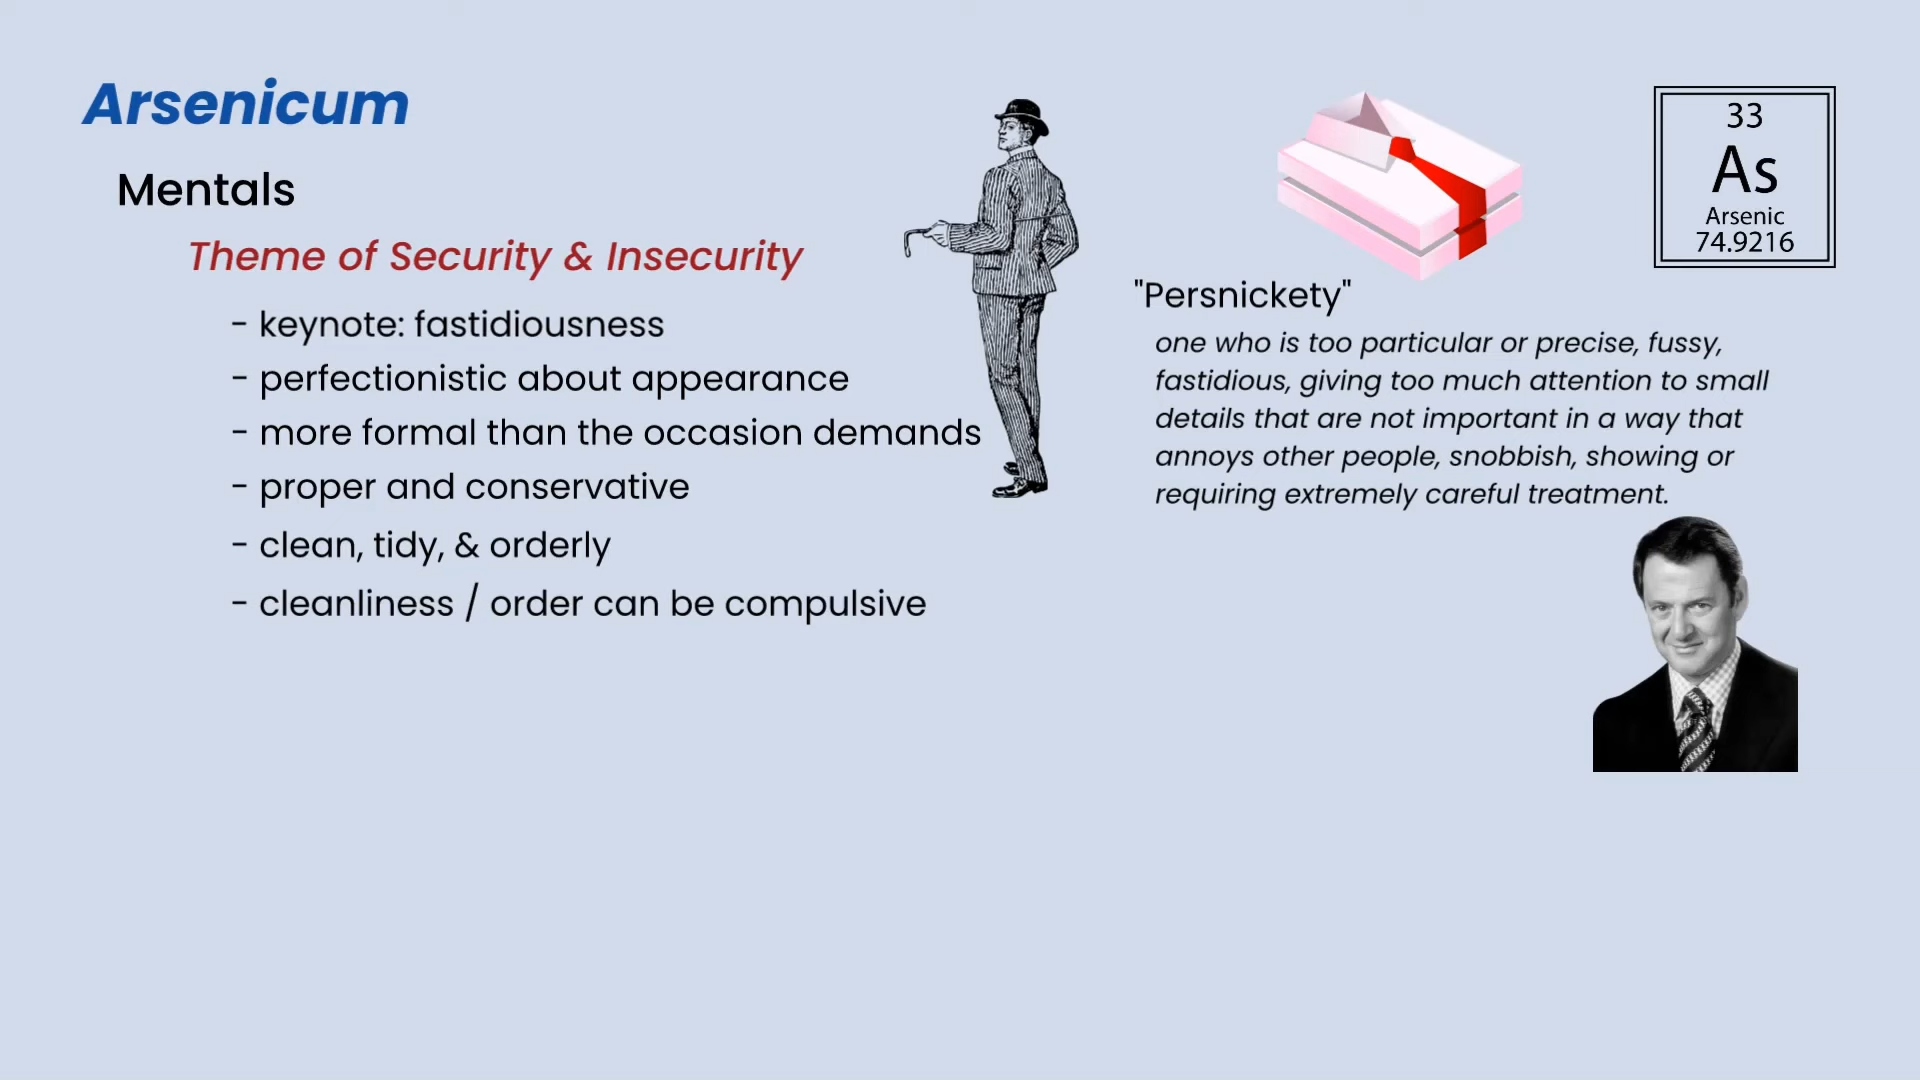 Arsenicum
Mentals
Theme of Security & Insecurity
- keynote: fastidiousness
- perfectionistic about appearance
- more formal than the occasion demands
- proper and conservative
- clean, tidy, & orderly
- cleanliness / order can be compulsive
"Persnickety"
one who is too particular or precise, fussy,
fastidious, giving too much attention to small
details that are not important in a way that
annoys other people, snobbish, showing or
requiring extremely careful treatment.
33
As
Arsenic
74.9216